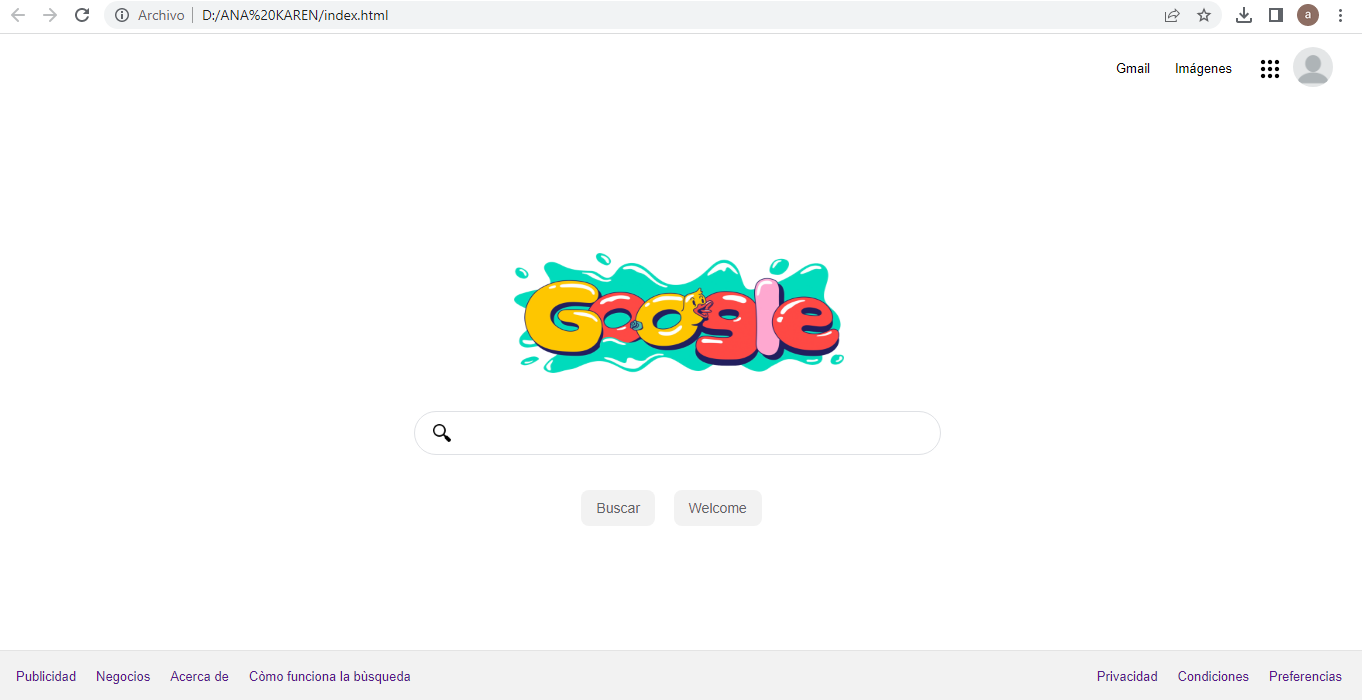 Archivo D:/ANA%20KAREN/index.html a
Gmail Imágenes
Google
Buscar Welcome
Publicidad Negocios Acerca de Còmo funciona la bùsqueda Privacidad Condiciones Preferencias